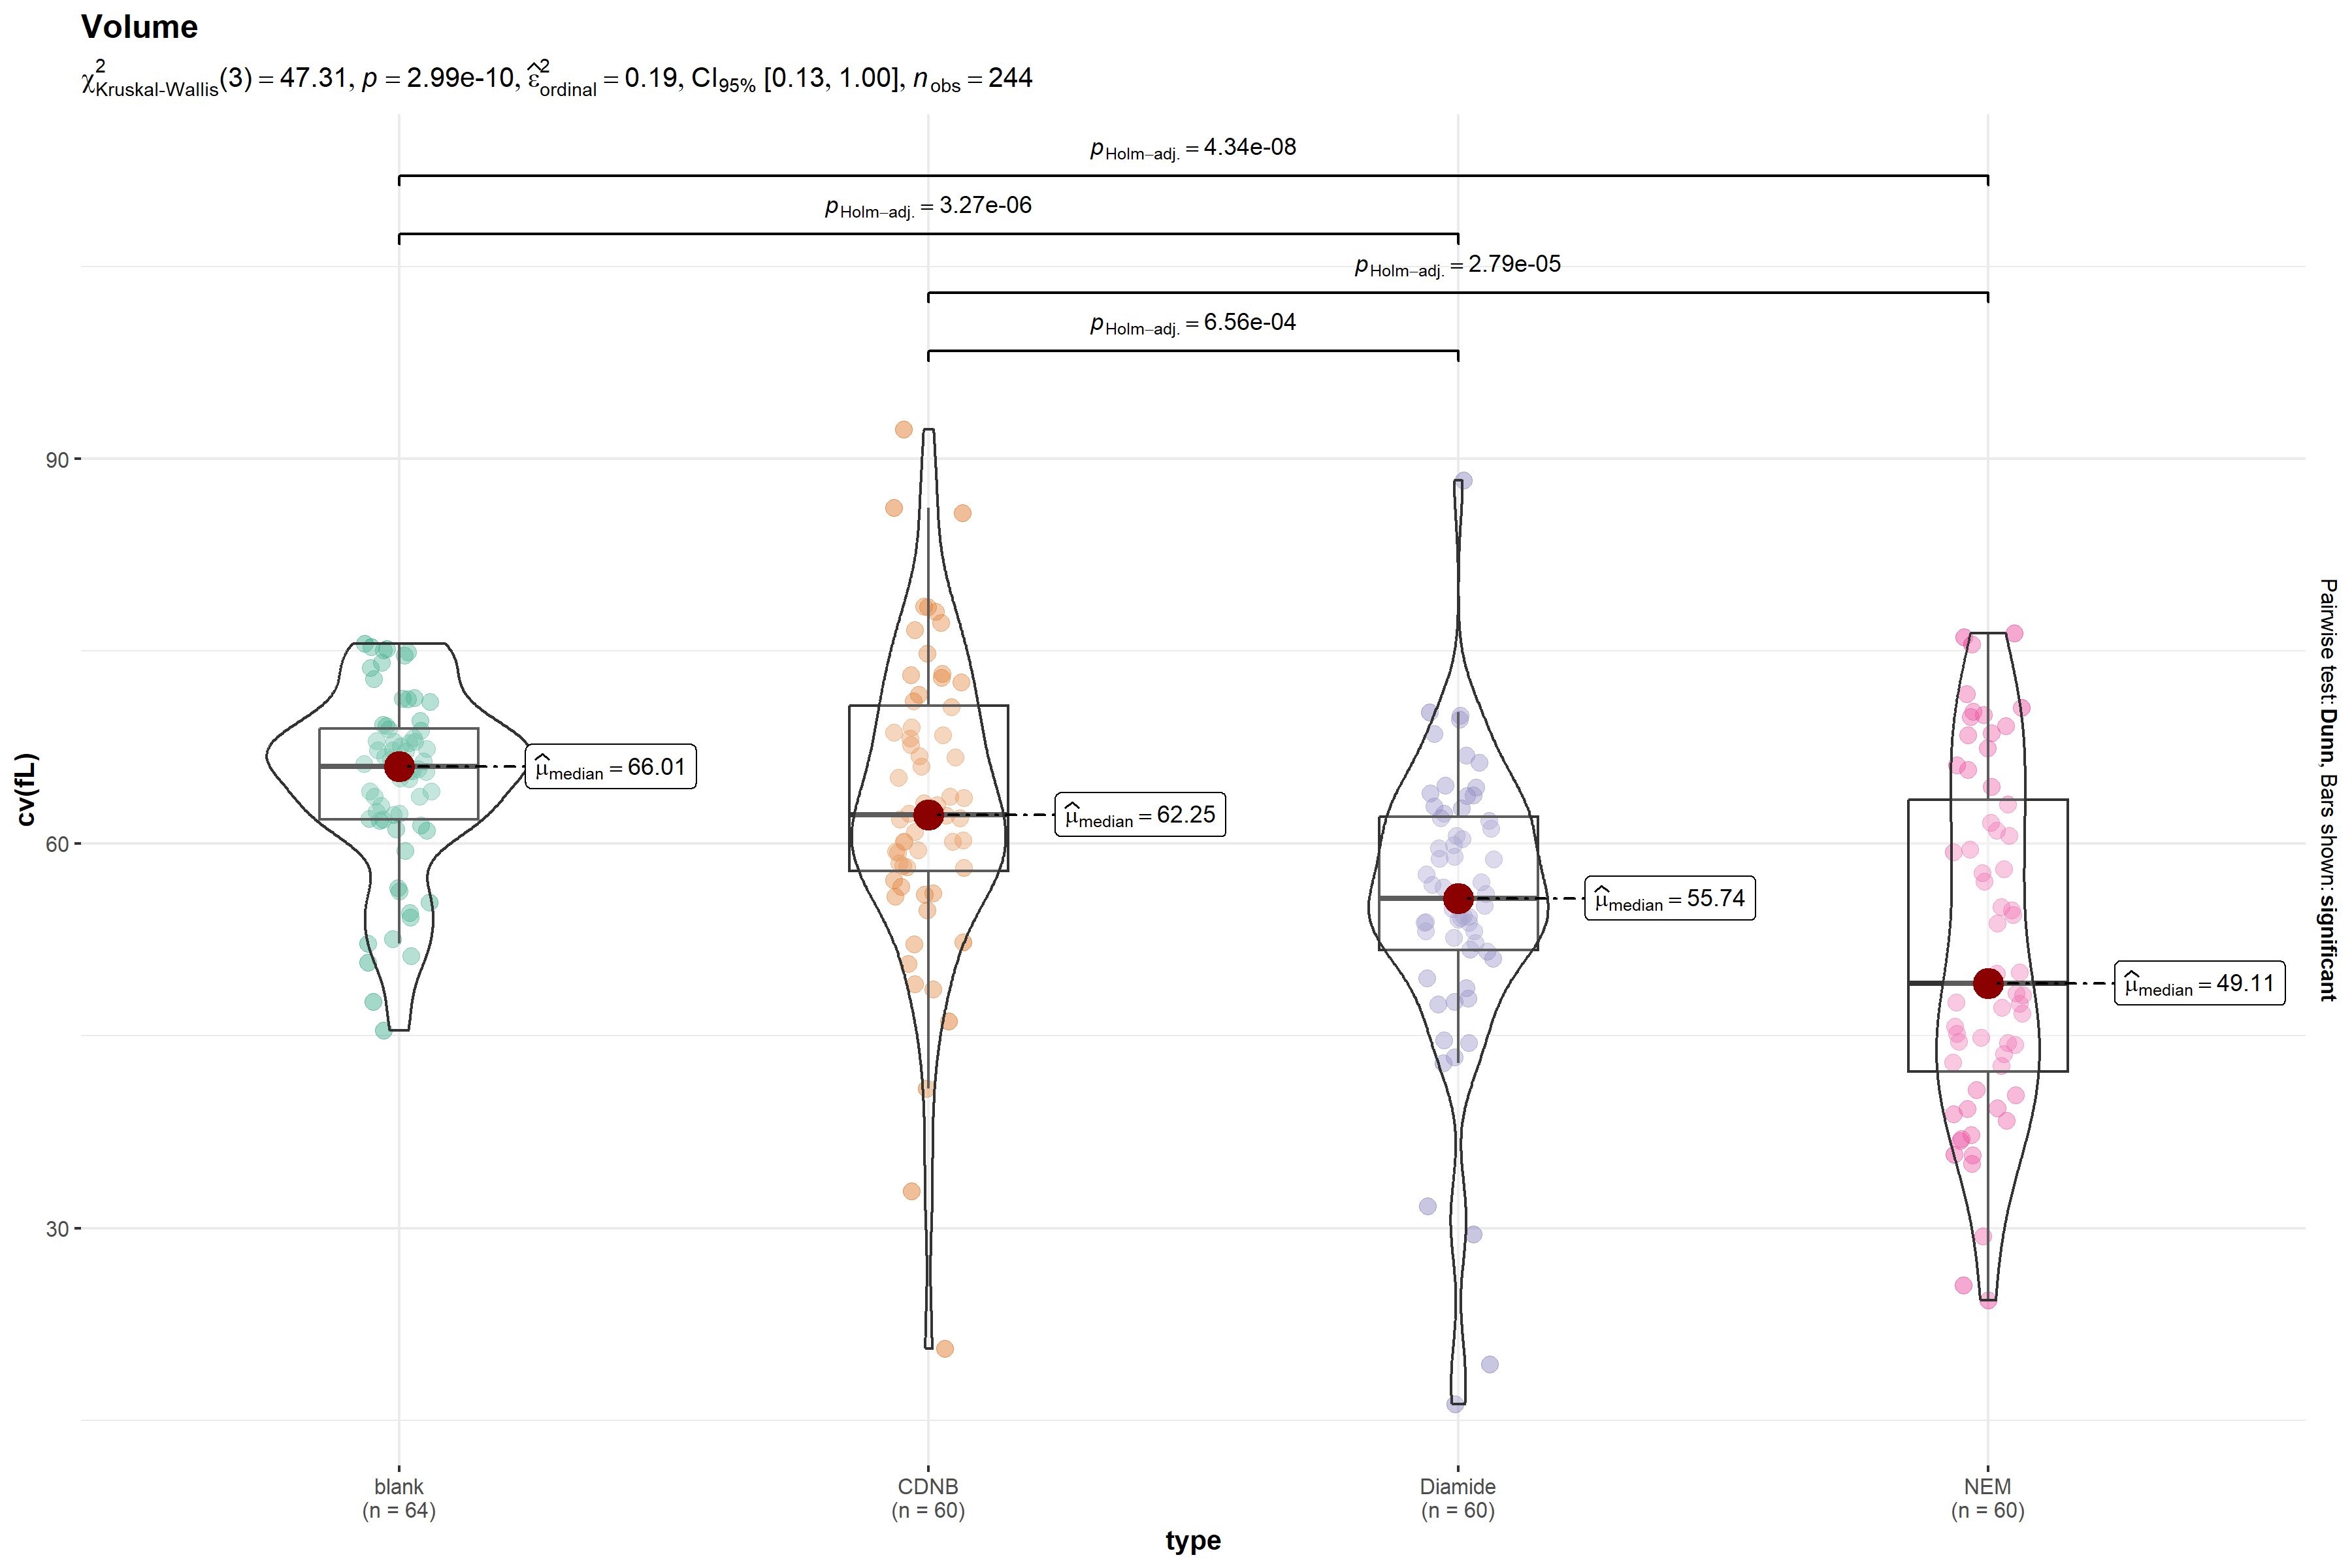 Volume
χ²Kruskal-Wallis(3) = 47.31, p = 2.99e-10, ε̂²ordinal = 0.19, CI95% [0.13, 1.00], nobs = 244
pHolm−adj. = 4.34e-08
pHolm−adj. = 3.27e-06
pHolm−adj. = 2.79e-05
pHolm−adj. = 6.56e-04
90
60
30
cv(fL)
μ̂median = 66.01
μ̂median = 62.25
μ̂median = 55.74
μ̂median = 49.11
Pairwise test: Dunn, Bars shown: significant
blank
(n = 64)
CDNB
(n = 60)
Diamide
(n = 60)
NEM
(n = 60)
type